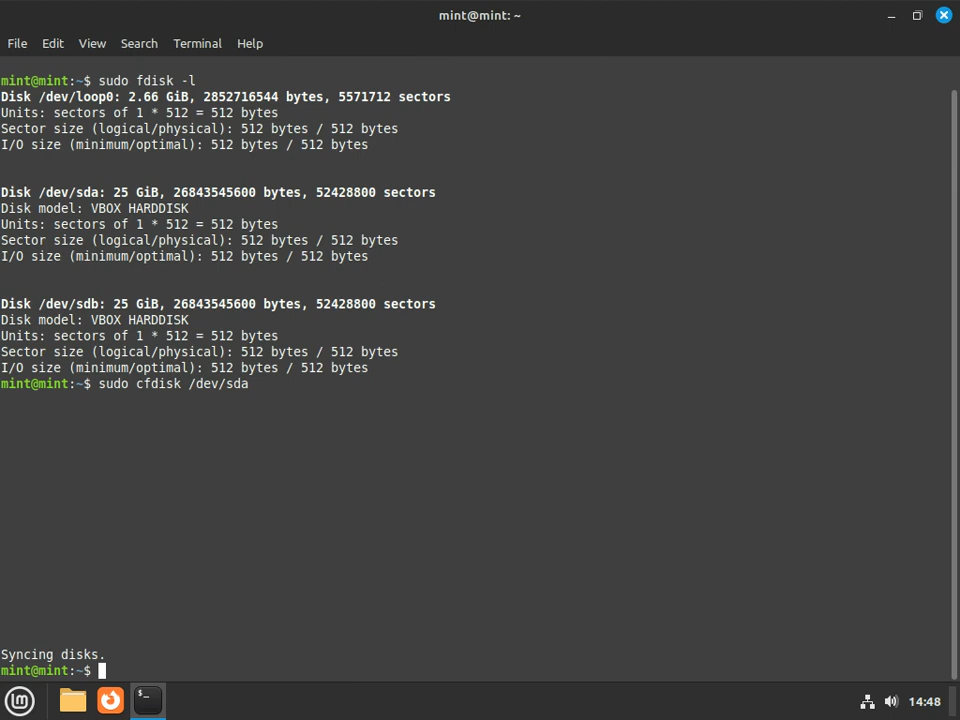 mint@mint: ~
File Edit View Search Terminal Help
mint@mint:~$ sudo fdisk -l
Disk /dev/loop0: 2.66 GiB, 2852716544 bytes, 5571712 sectors
Units: sectors of 1 * 512 = 512 bytes
Sector size (logical/physical): 512 bytes / 512 bytes
I/O size (minimum/optimal): 512 bytes / 512 bytes
Disk /dev/sda: 25 GiB, 26843545600 bytes, 52428800 sectors
Disk model: VBOX HARDDISK
Units: sectors of 1 * 512 = 512 bytes
Sector size (logical/physical): 512 bytes / 512 bytes
I/O size (minimum/optimal): 512 bytes / 512 bytes
Disk /dev/sdb: 25 GiB, 26843545600 bytes, 52428800 sectors
Disk model: VBOX HARDDISK
Units: sectors of 1 * 512 = 512 bytes
Sector size (logical/physical): 512 bytes / 512 bytes
I/O size (minimum/optimal): 512 bytes / 512 bytes
mint@mint:~$ sudo cfdisk /dev/sda
Syncing disks.
mint@mint:~$
$_ 14:48